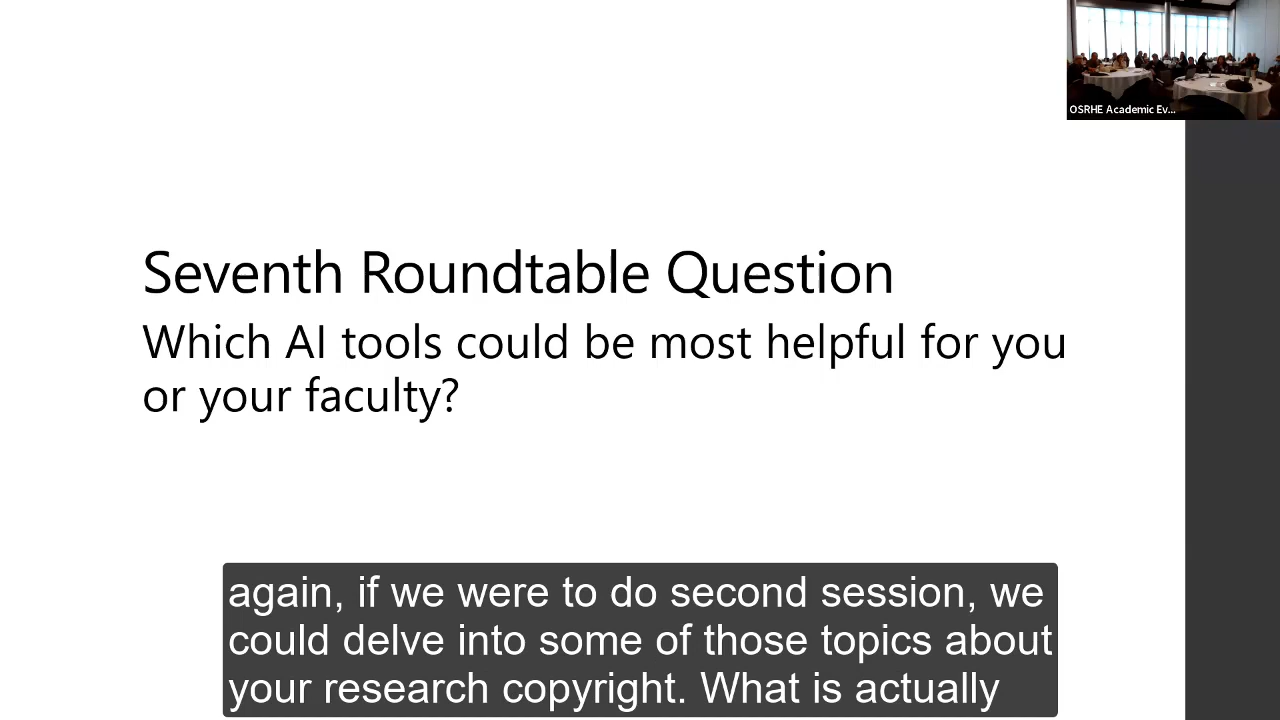 OSRHE Academic Ev...
Seventh Roundtable Question
Which AI tools could be most helpful for you
or your faculty?
again, if we were to do second session, we
could delve into some of those topics about
your research copyright. What is actually